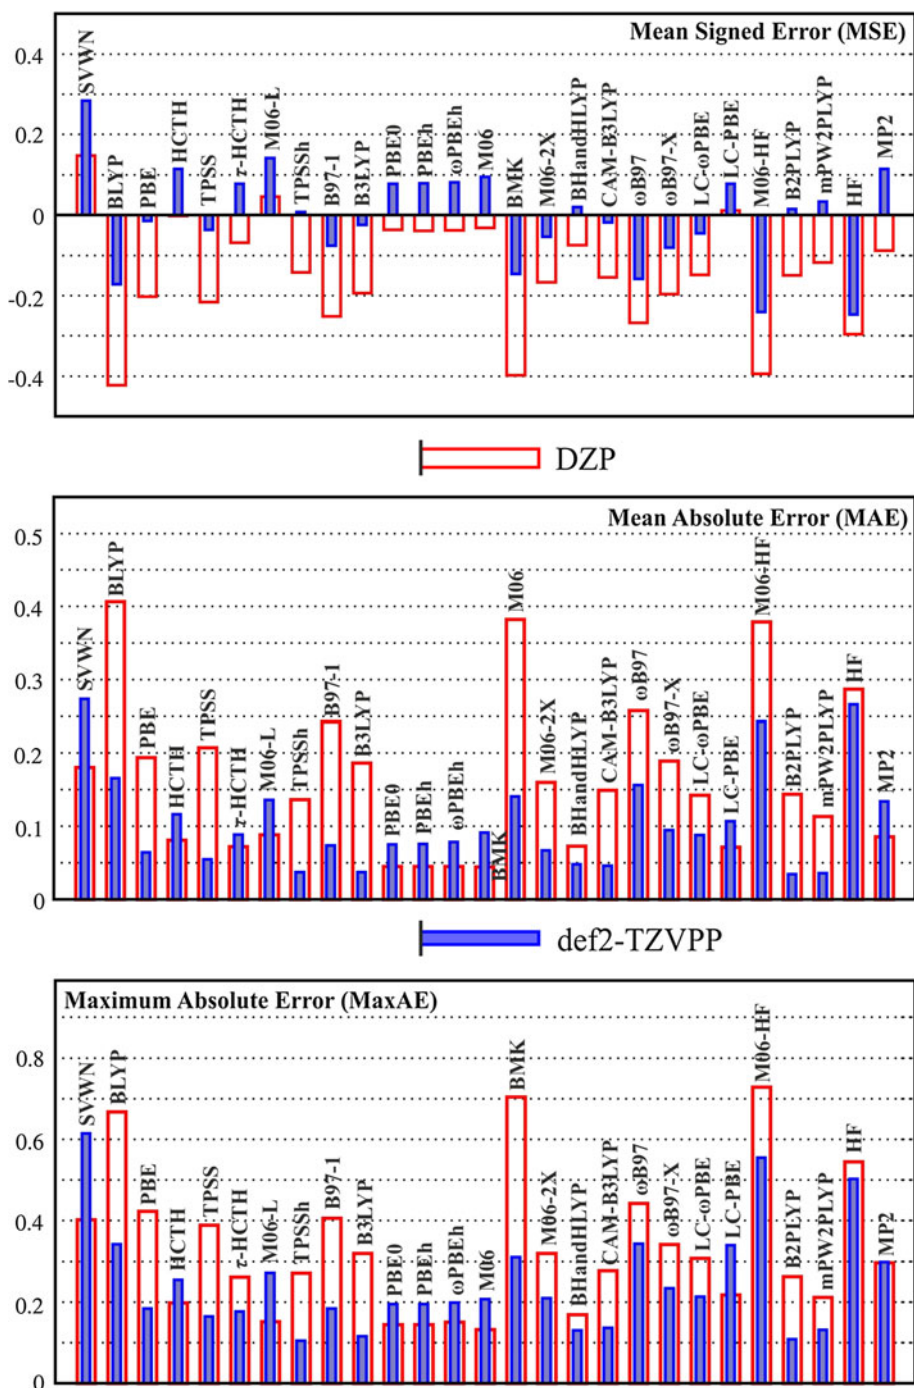 Mean Signed Error (MSE)
0.4
0.2
0
-0.2
-0.4
SVWN
BLYP
PBE
HCTH
TPSS
τ-HCTH
M06-L
TPSSh
B97-1
B3LYP
PBE0
PBEh
ωPBEh
M06
BMK
M06-2X
BHandHLYP
CAM-B3LYP
ωB97
ωB97-X
LC-ωPBE
LC-PBE
M06-HF
B2PLYP
mPW2PLYP
HF
MP2
DZP
Mean Absolute Error (MAE)
0.5
0.4
0.3
0.2
0.1
0
SVWN
BLYP
PBE
HCTH
TPSS
τ-HCTH
M06-L
TPSSh
B97-1
B3LYP
PBE0
PBEh
ωPBEh
BMK
M06
M06-2X
BHandHLYP
CAM-B3LYP
ωB97
ωB97-X
LC-ωPBE
LC-PBE
M06-HF
B2PLYP
mPW2PLYP
HF
MP2
def2-TZVPP
Maximum Absolute Error (MaxAE)
0.8
0.6
0.4
0.2
0
SVWN
BLYP
PBE
HCTH
TPSS
τ-HCTH
M06-L
TPSSh
B97-1
B3LYP
PBE0
PBEh
ωPBEh
M06
BMK
M06-2X
BHandHLYP
CAM-B3LYP
ωB97
ωB97-X
LC-ωPBE
LC-PBE
M06-HF
B2PLYP
mPW2PLYP
HF
MP2